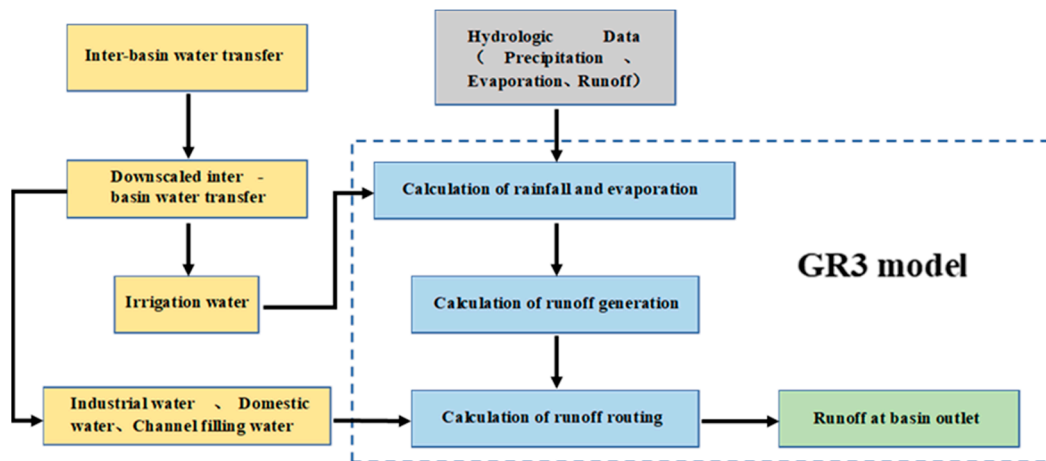 Inter-basin water transfer
Hydrologic Data
( Precipitation 、
Evaporation、Runoff)
Downscaled inter -
basin water transfer
Calculation of rainfall and evaporation
GR3 model
Irrigation water
Calculation of runoff generation
Industrial water 、 Domestic
water、Channel filling water
Calculation of runoff routing
Runoff at basin outlet